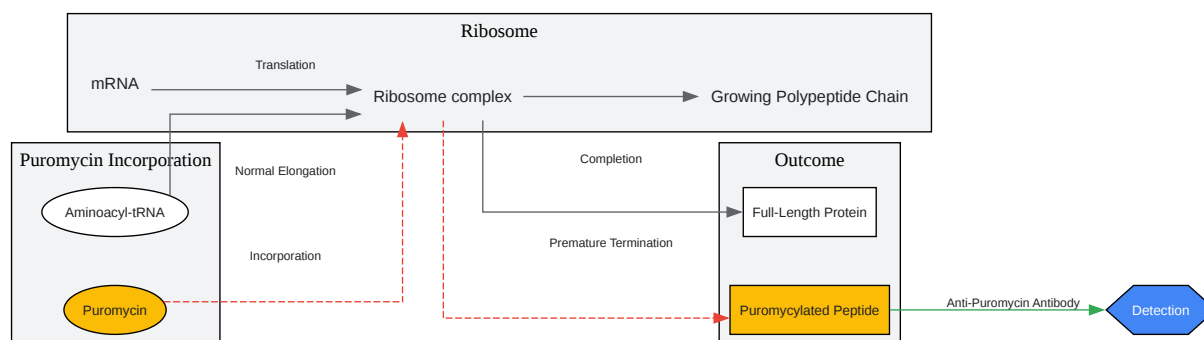 Ribosome
Translation
mRNA
Ribosome complex
Growing Polypeptide Chain
Puromycin Incorporation
Normal Elongation
Completion
Outcome
Aminoacyl-tRNA
Full-Length Protein
Incorporation
Premature Termination
Puromycin
Puromycylated Peptide
Anti-Puromycin Antibody
Detection